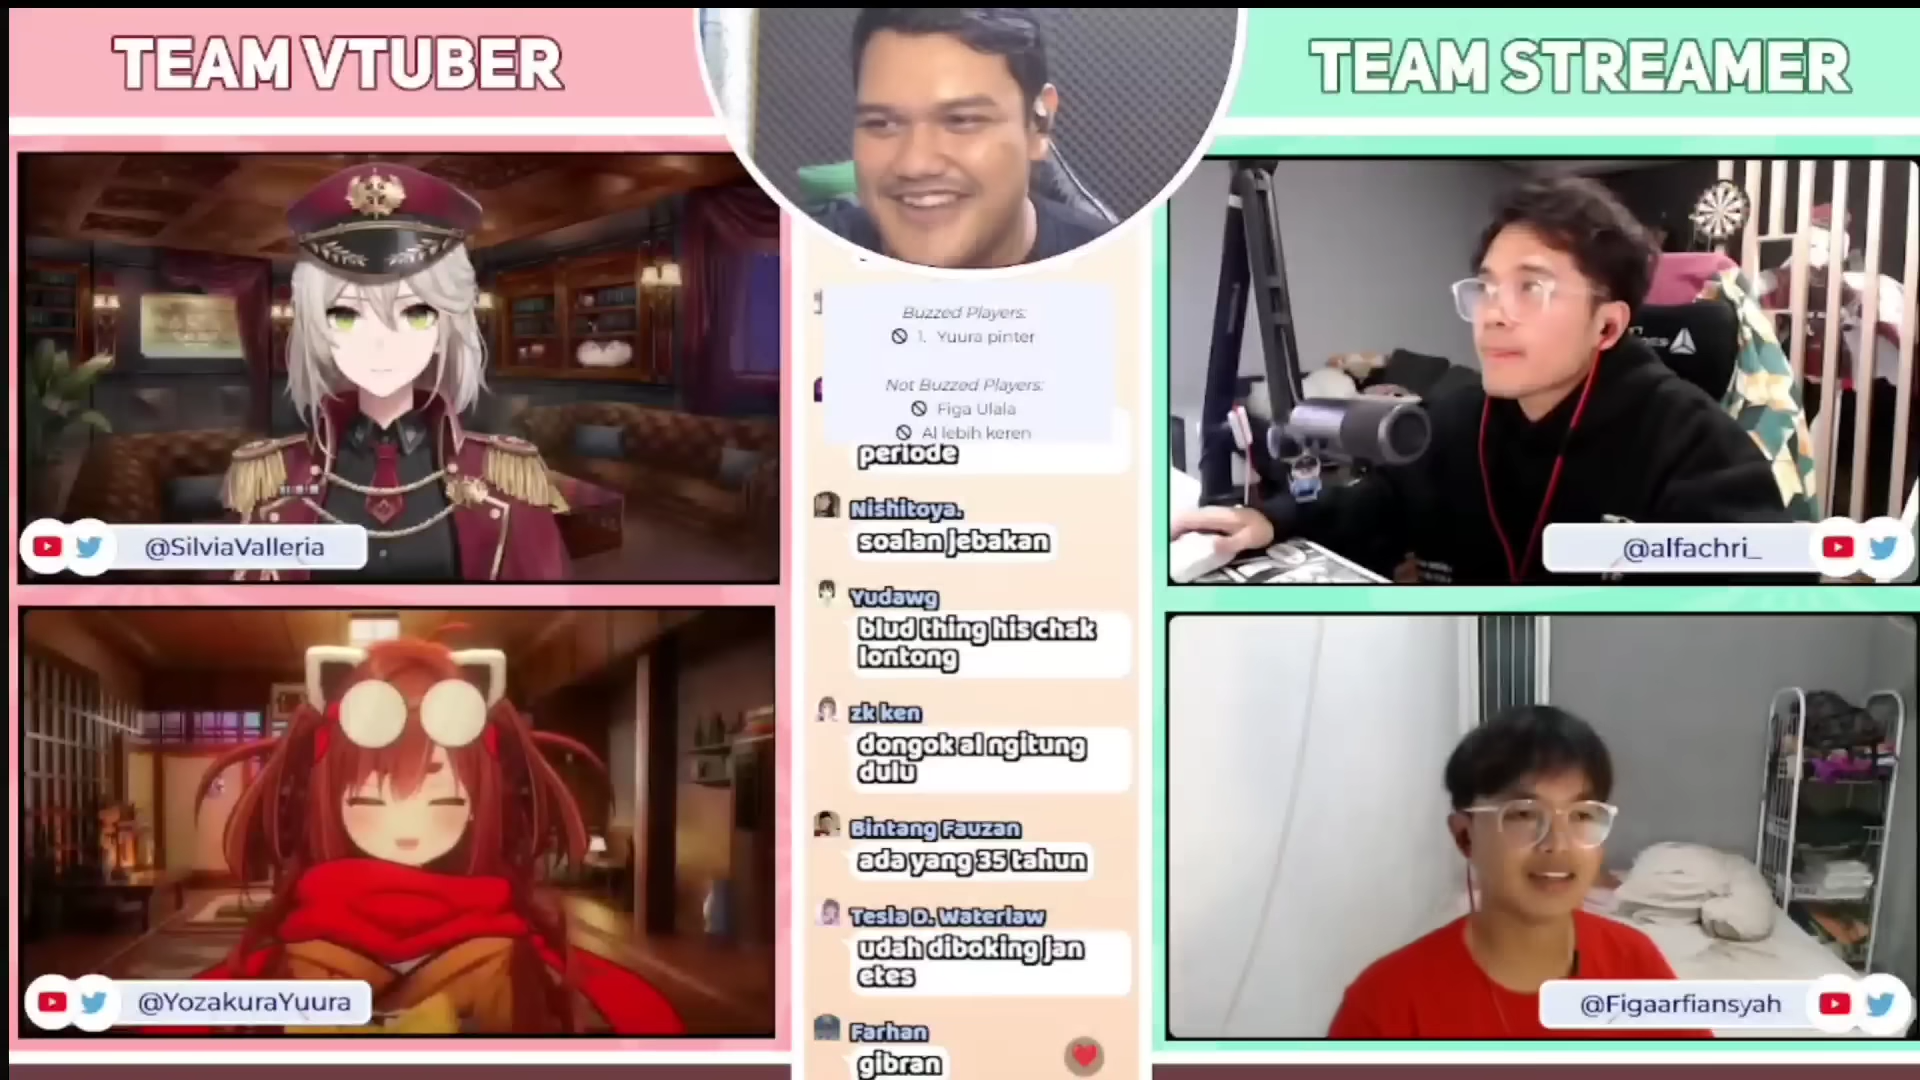 TEAM VTUBER
TEAM STREAMER
Buzzed Players:
1. Yuura pinter
Not Buzzed Players:
Figa Ulala
Al lebih keren
periode
Nishitoya.
soalan jebakan
Yudawg
blud thing his chak
lontong
zk ken
dongok al ngitung
dulu
Bintang Fauzan
ada yang 35 tahun
Tesla D. Waterlaw
udah diboking jan
etes
Farhan
gibran
@SilviaValleria
@YozakuraYuura
@alfachri_
@Figaarfiansyah